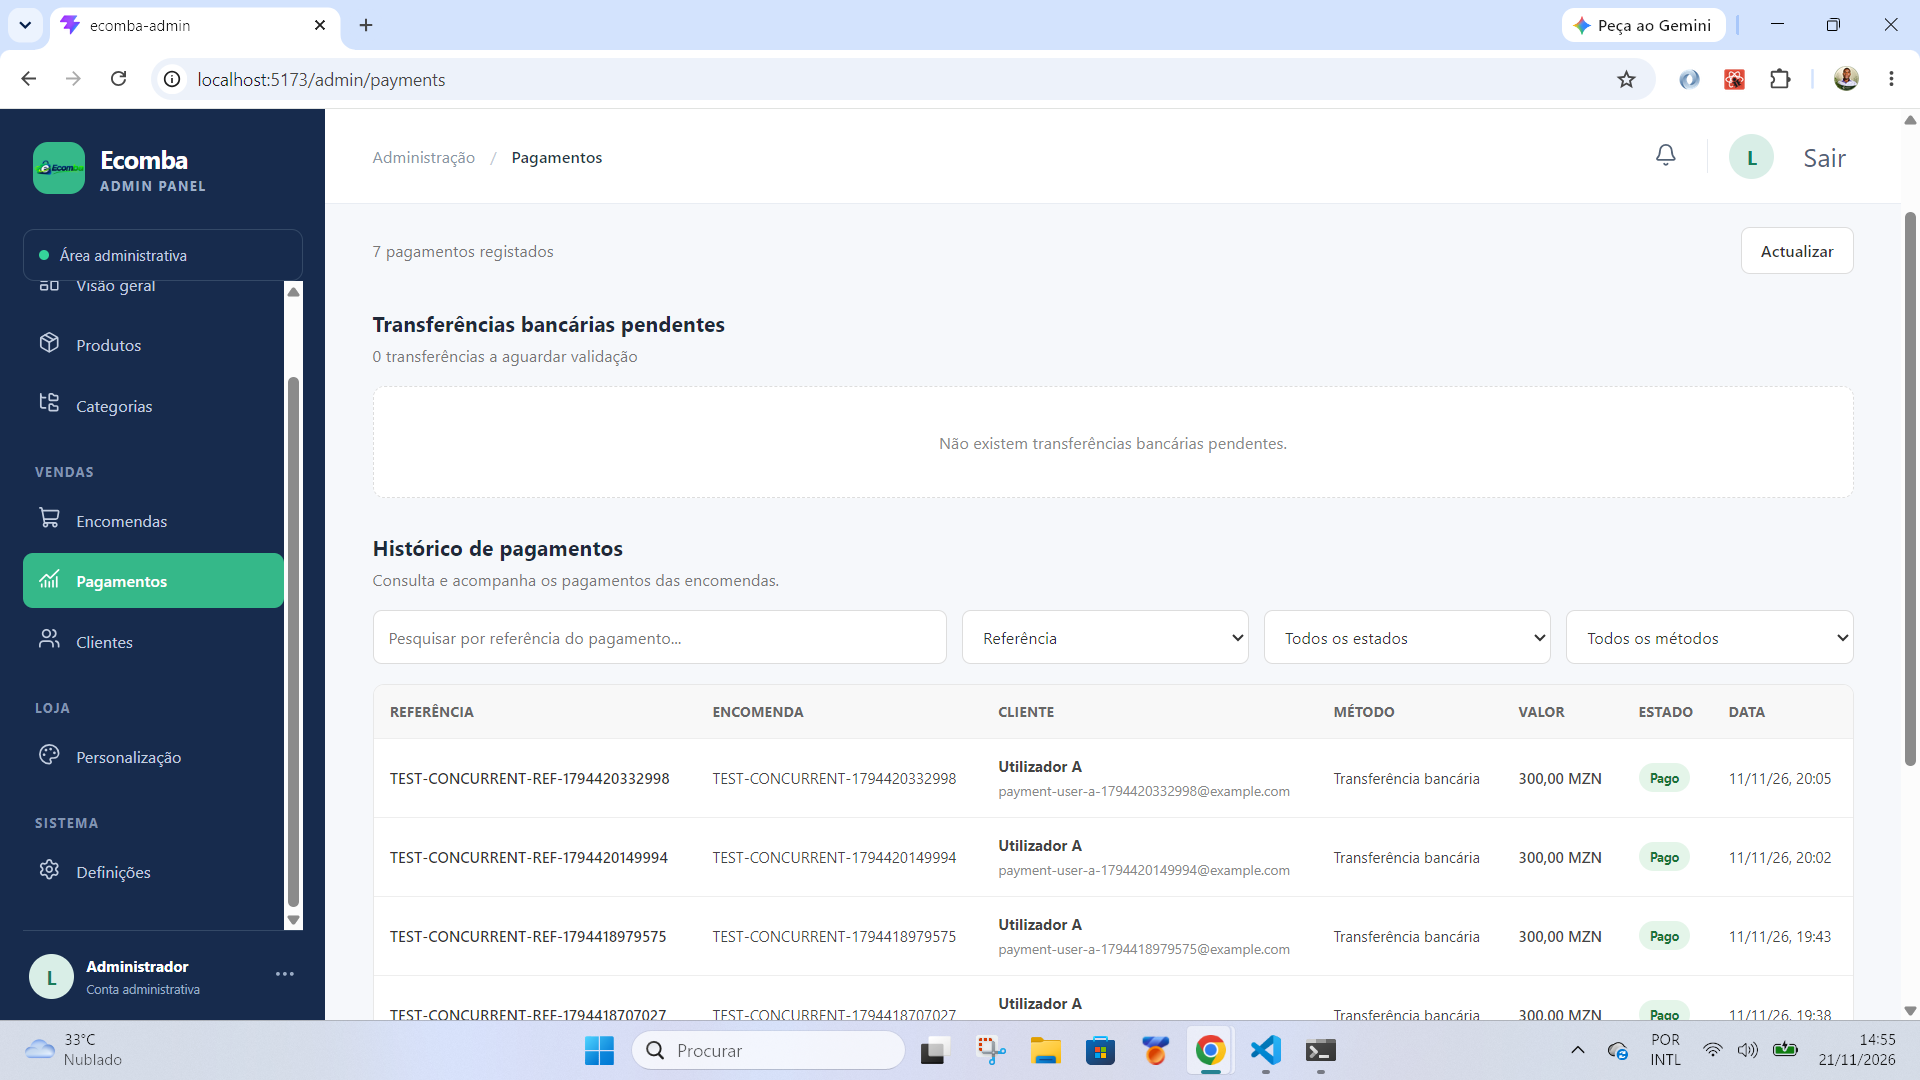 ecomba-admin
Peça ao Gemini
localhost:5173/admin/payments
Ecomba
ADMIN PANEL
Área administrativa
Visão geral
Produtos
Categorias
VENDAS
Encomendas
Pagamentos
Clientes
LOJA
Personalização
SISTEMA
Definições
L
Administrador
Conta administrativa
Administração / Pagamentos
L
Sair
7 pagamentos registados
Actualizar
Transferências bancárias pendentes
0 transferências a aguardar validação
Não existem transferências bancárias pendentes.
Histórico de pagamentos
Consulta e acompanha os pagamentos das encomendas.
Pesquisar por referência do pagamento...
Referência
Todos os estados
Todos os métodos
REFERÊNCIA ENCOMENDA CLIENTE MÉTODO VALOR ESTADO DATA
TEST-CONCURRENT-REF-1794420332998 TEST-CONCURRENT-1794420332998 Utilizador A Transferência bancária 300,00 MZN Pago 11/11/26, 20:05
payment-user-a-1794420332998@example.com
TEST-CONCURRENT-REF-1794420149994 TEST-CONCURRENT-1794420149994 Utilizador A Transferência bancária 300,00 MZN Pago 11/11/26, 20:02
payment-user-a-1794420149994@example.com
TEST-CONCURRENT-REF-1794418979575 TEST-CONCURRENT-1794418979575 Utilizador A Transferência bancária 300,00 MZN Pago 11/11/26, 19:43
payment-user-a-1794418979575@example.com
TEST-CONCURRENT-REF-1794418707027 TEST-CONCURRENT-1794418707027 Utilizador A Transferência bancária 300,00 MZN Pago 11/11/26, 19:38
33°C
Nublado
Procurar
POR
INTL
14:55
21/11/2026